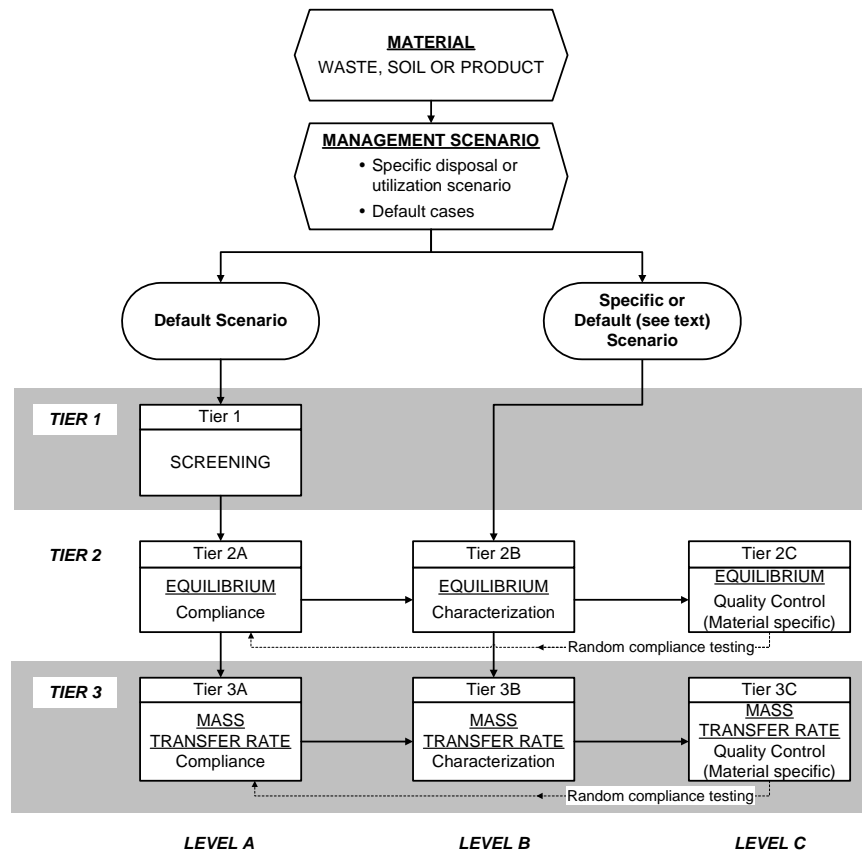 MATERIAL
WASTE, SOIL OR PRODUCT
MANAGEMENT SCENARIO
• Specific disposal or
utilization scenario
• Default cases
Default Scenario
Specific or
Default (see text)
Scenario
TIER 1
Tier 1
SCREENING
TIER 2
Tier 2A
EQUILIBRIUM
Compliance
Tier 2B
EQUILIBRIUM
Characterization
Tier 2C
EQUILIBRIUM
Quality Control
(Material specific)
Random compliance testing
TIER 3
Tier 3A
MASS
TRANSFER RATE
Compliance
Tier 3B
MASS
TRANSFER RATE
Characterization
Tier 3C
MASS
TRANSFER RATE
Quality Control
(Material specific)
Random compliance testing
LEVEL A
LEVEL B
LEVEL C